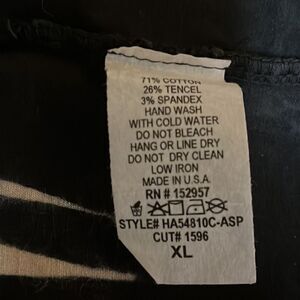 71% COTTON
26% TENCEL
3% SPANDEX
HAND WASH
WITH COLD WATER
DO NOT BLEACH
HANG OR LINE DRY
DO NOT DRY CLEAN
LOW IRON
MADE IN U.S.A.
RN # 152957
STYLE# HA54810C-ASP
CUT# 1596
XL